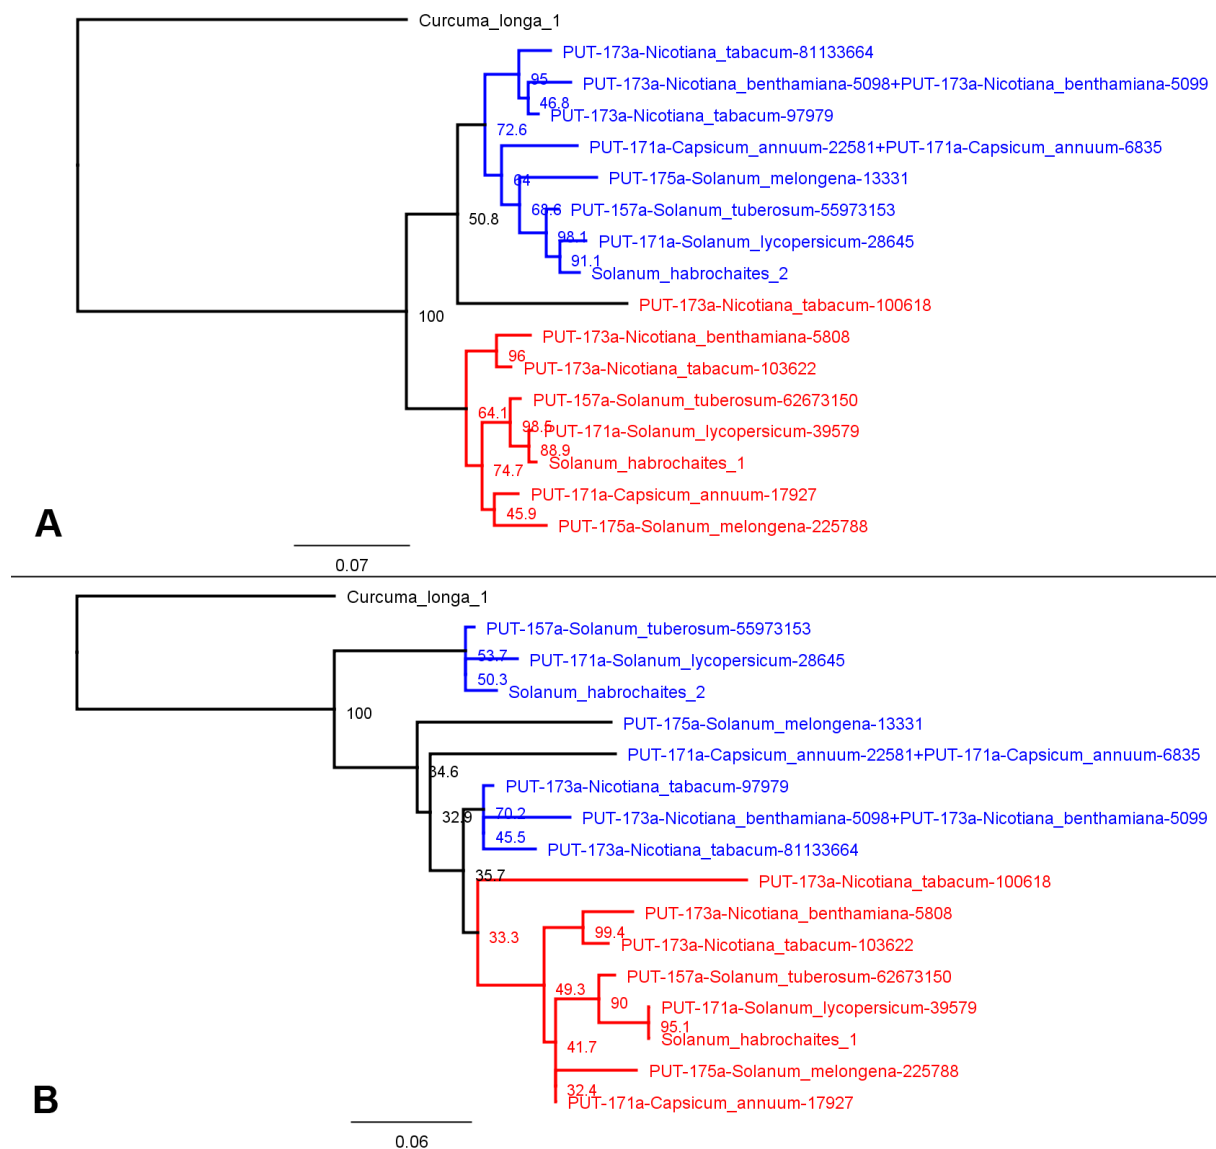 Curcuma_longa_1
PUT-173a-Nicotiana_tabacum-81133664
95
PUT-173a-Nicotiana_benthamiana-5098+PUT-173a-Nicotiana_benthamiana-5099
46.8
PUT-173a-Nicotiana_tabacum-97979
72.6
PUT-171a-Capsicum_annuum-22581+PUT-171a-Capsicum_annuum-6835
64
PUT-175a-Solanum_melongena-13331
68.6
PUT-157a-Solanum_tuberosum-55973153
50.8
98.1
PUT-171a-Solanum_lycopersicum-28645
91.1
Solanum_habrochaites_2
PUT-173a-Nicotiana_tabacum-100618
100
PUT-173a-Nicotiana_benthamiana-5808
96
PUT-173a-Nicotiana_tabacum-103622
PUT-157a-Solanum_tuberosum-62673150
64.1
98.5
PUT-171a-Solanum_lycopersicum-39579
88.9
Solanum_habrochaites_1
74.7
PUT-171a-Capsicum_annuum-17927
45.9
PUT-175a-Solanum_melongena-225788
A
0.07
Curcuma_longa_1
PUT-157a-Solanum_tuberosum-55973153
53.7
PUT-171a-Solanum_lycopersicum-28645
50.3
Solanum_habrochaites_2
100
PUT-175a-Solanum_melongena-13331
PUT-171a-Capsicum_annuum-22581+PUT-171a-Capsicum_annuum-6835
34.6
PUT-173a-Nicotiana_tabacum-97979
70.2
32.9
PUT-173a-Nicotiana_benthamiana-5098+PUT-173a-Nicotiana_benthamiana-5099
45.5
PUT-173a-Nicotiana_tabacum-81133664
35.7
PUT-173a-Nicotiana_tabacum-100618
PUT-173a-Nicotiana_benthamiana-5808
99.4
33.3
PUT-173a-Nicotiana_tabacum-103622
PUT-157a-Solanum_tuberosum-62673150
49.3
90
PUT-171a-Solanum_lycopersicum-39579
95.1
Solanum_habrochaites_1
41.7
PUT-175a-Solanum_melongena-225788
32.4
PUT-171a-Capsicum_annuum-17927
B
0.06